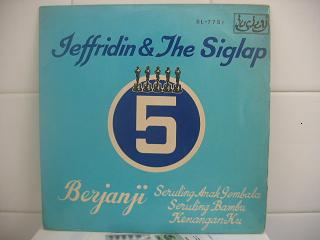 Jeffridin & The Siglap
5
Berjanji
Seruling Anak Gembala
Seruling Bambu
Kenangan Ku